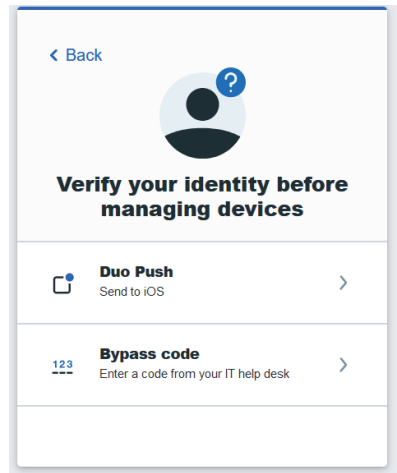 Back
?
Verify your identity before
managing devices
Duo Push
Send to iOS
123
Bypass code
Enter a code from your IT help desk